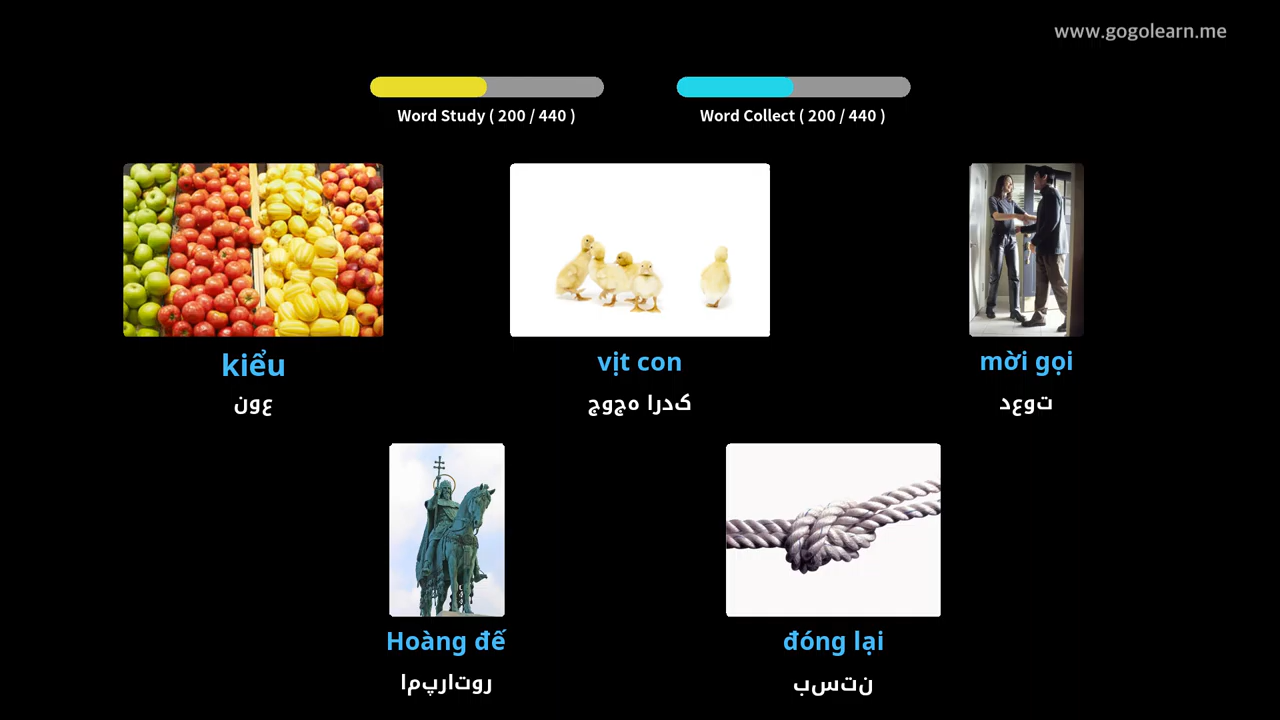 www.gogolearn.me
Word Study ( 200 / 440 )
Word Collect ( 200 / 440 )
kiểu
vịt con
mời gọi
نوع
جوجه اردک
دعوت
Hoàng đế
đóng lại
امپراتور
بستن